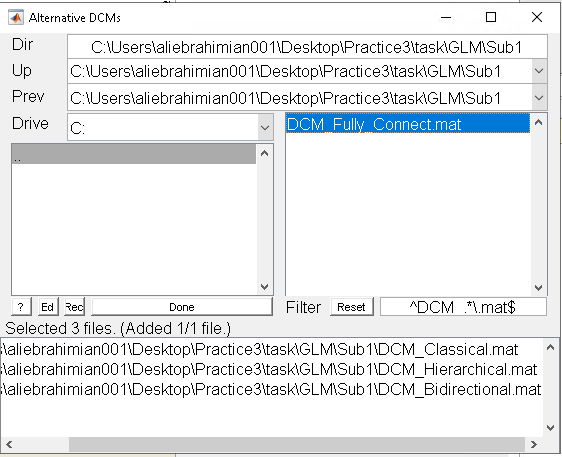 Alternative DCMs
Dir C:\Users\aliebrahimian001\Desktop\Practice3\task\GLM\Sub1
Up C:\Users\aliebrahimian001\Desktop\Practice3\task\GLM\Sub1
Prev C:\Users\aliebrahimian001\Desktop\Practice3\task\GLM\Sub1
Drive C:
DCM_Fully_Connect.mat
..
? Ed Rec Done
Filter Reset ^DCM_.*\.mat$
Selected 3 files. (Added 1/1 file.)
s\aliebrahimian001\Desktop\Practice3\task\GLM\Sub1\DCM_Classical.mat
s\aliebrahimian001\Desktop\Practice3\task\GLM\Sub1\DCM_Hierarchical.mat
s\aliebrahimian001\Desktop\Practice3\task\GLM\Sub1\DCM_Bidirectional.mat